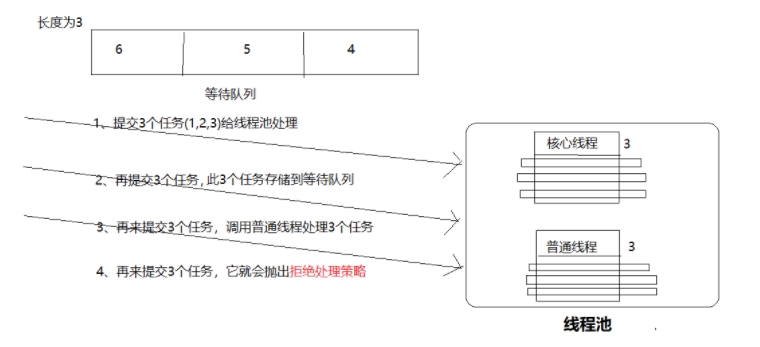 长度为3
6 5 4
等待队列
1、提交3个任务(1,2,3)给线程池处理
核心线程 3
2、再提交3个任务,此3个任务存储到等待队列
3、再来提交3个任务，调用普通线程处理3个任务
普通线程 3
4、再来提交3个任务，它就会抛出拒绝处理策略
线程池